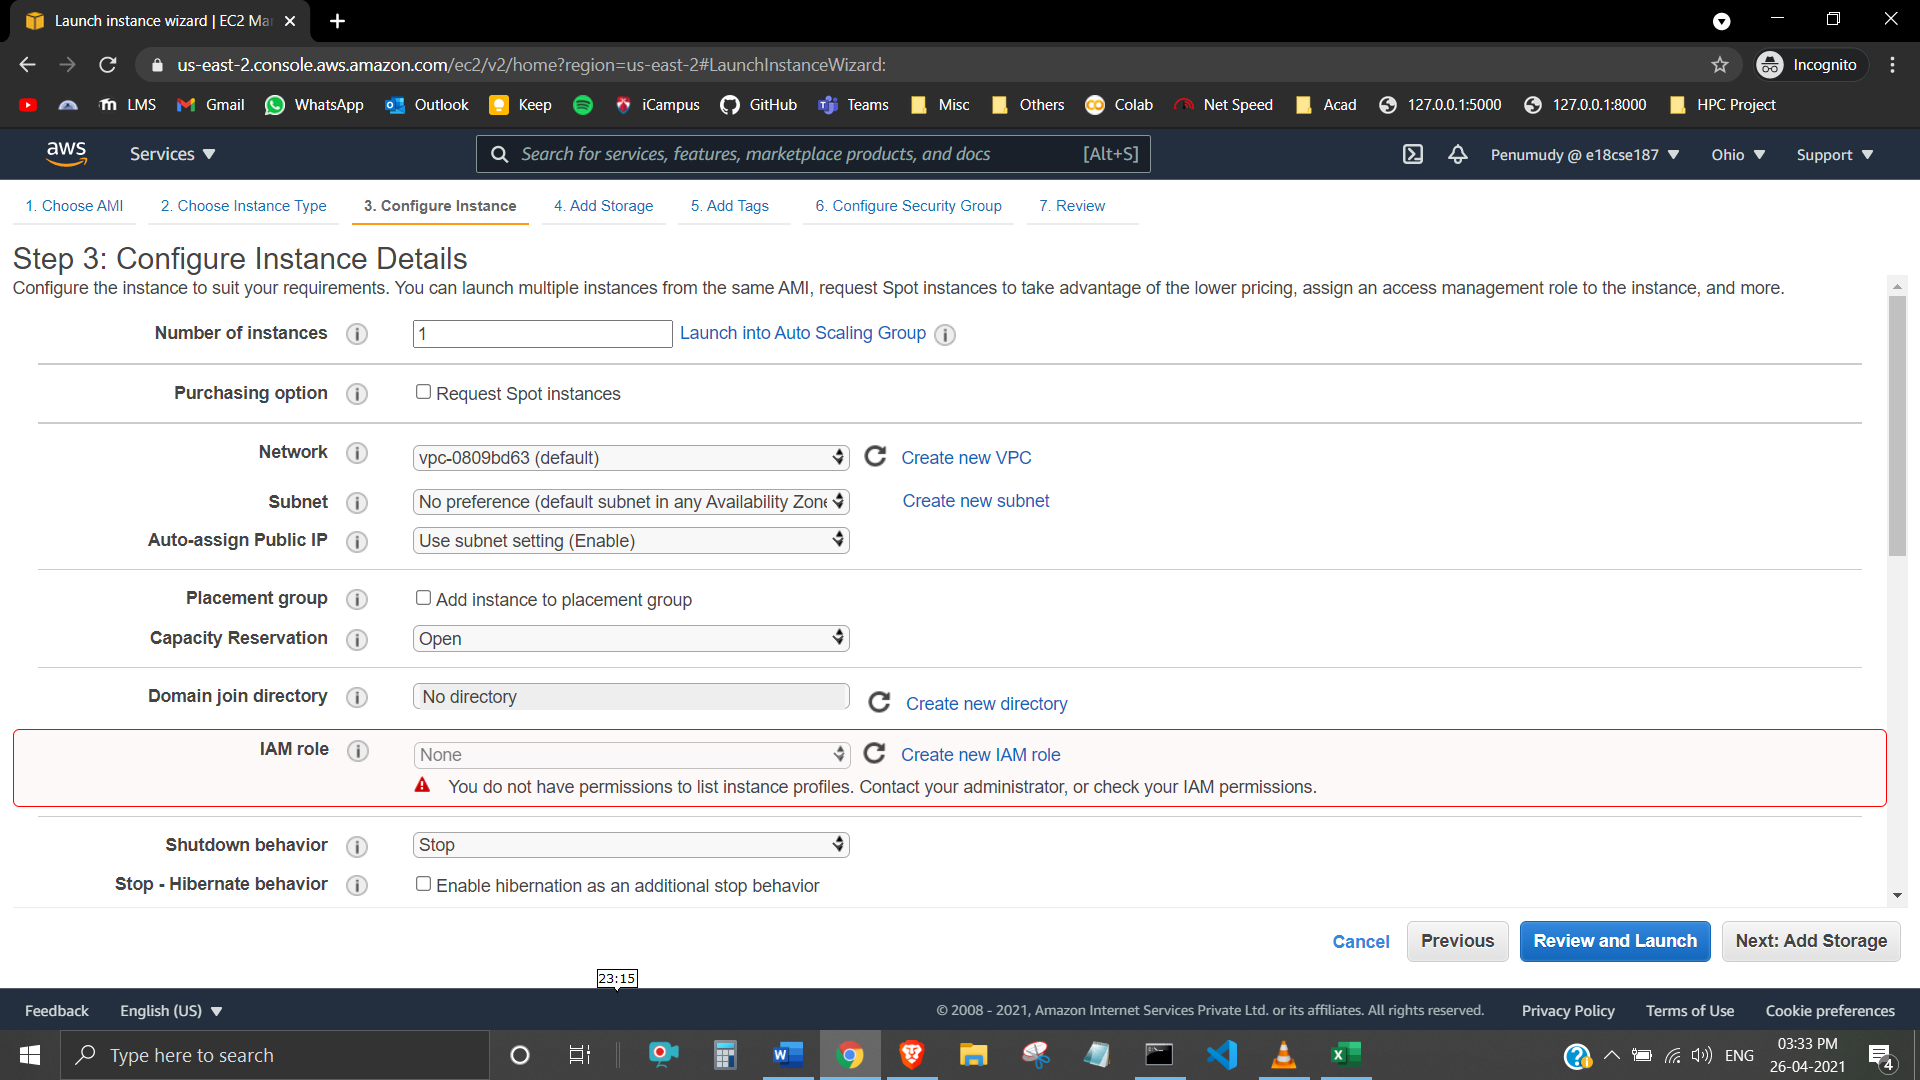 Launch instance wizard | EC2 Mar
us-east-2.console.aws.amazon.com/ec2/v2/home?region=us-east-2#LaunchInstanceWizard:
Incognito
LMS Gmail WhatsApp Outlook Keep iCampus GitHub Teams Misc Others Colab Net Speed Acad 127.0.0.1:5000 127.0.0.1:8000 HPC Project
aws Services Search for services, features, marketplace products, and docs [Alt+S] Penumudy @ e18cse187 Ohio Support
1. Choose AMI 2. Choose Instance Type 3. Configure Instance 4. Add Storage 5. Add Tags 6. Configure Security Group 7. Review
Step 3: Configure Instance Details
Configure the instance to suit your requirements. You can launch multiple instances from the same AMI, request Spot instances to take advantage of the lower pricing, assign an access management role to the instance, and more.
Number of instances 1 Launch into Auto Scaling Group
Purchasing option Request Spot instances
Network vpc-0809bd63 (default) Create new VPC
Subnet No preference (default subnet in any Availability Zone Create new subnet
Auto-assign Public IP Use subnet setting (Enable)
Placement group Add instance to placement group
Capacity Reservation Open
Domain join directory No directory Create new directory
IAM role None Create new IAM role
You do not have permissions to list instance profiles. Contact your administrator, or check your IAM permissions.
Shutdown behavior Stop
Stop - Hibernate behavior Enable hibernation as an additional stop behavior
Cancel Previous Review and Launch Next: Add Storage
23:15
Feedback English (US) © 2008 - 2021, Amazon Internet Services Private Ltd. or its affiliates. All rights reserved. Privacy Policy Terms of Use Cookie preferences
Type here to search
ENG
03:33 PM
26-04-2021
4